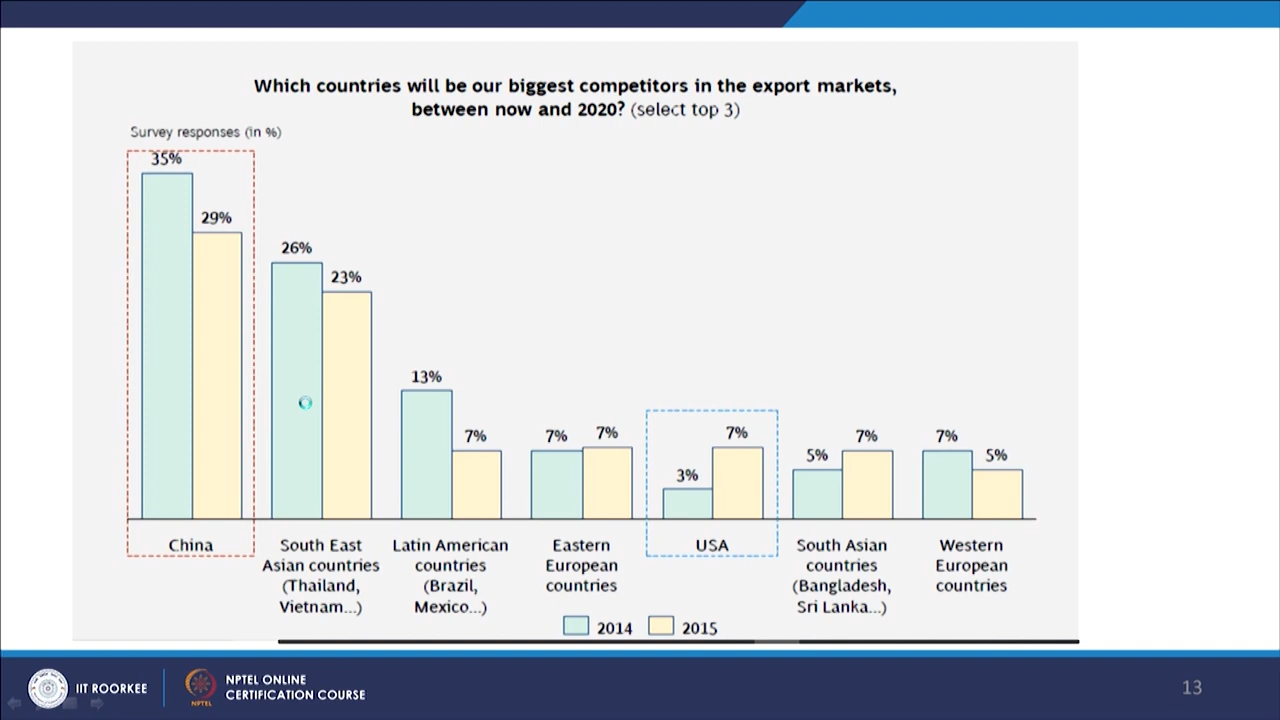 Which countries will be our biggest competitors in the export markets,
between now and 2020? (select top 3)
Survey responses (in %)
35%
29%
26%
23%
13%
7%
7%
7%
3%
7%
5%
7%
7%
5%
China
South East
Asian countries
(Thailand,
Vietnam...)
Latin American
countries
(Brazil,
Mexico...)
Eastern
European
countries
USA
South Asian
countries
(Bangladesh,
Sri Lanka...)
Western
European
countries
2014
2015
IIT ROORKEE
NPTEL
NPTEL ONLINE
CERTIFICATION COURSE
13